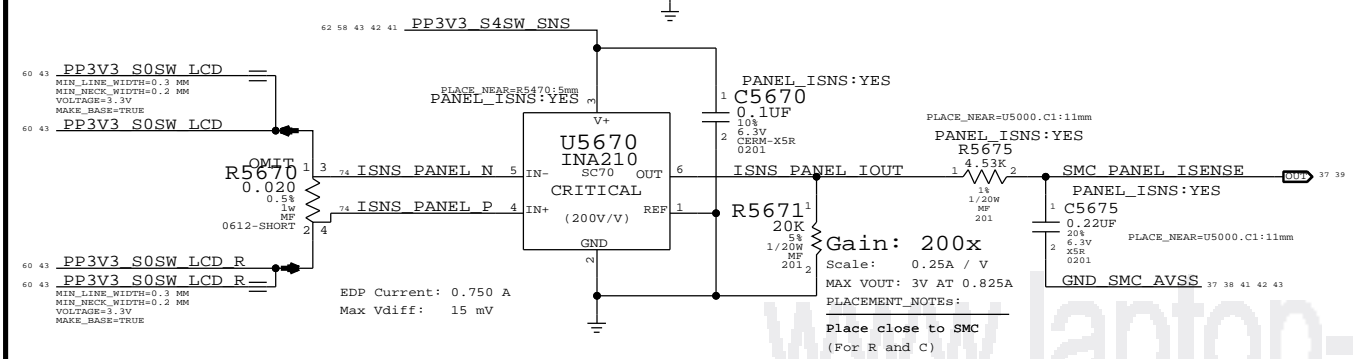 62 58 43 42 41 PP3V3_S4SW_SNS
60 43 PP3V3_S0SW_LCD
MIN_LINE_WIDTH=0.3 MM
MIN_NECK_WIDTH=0.2 MM
VOLTAGE=3.3V
MAKE_BASE=TRUE
60 43 PP3V3_S0SW_LCD
OMIT
R5670
0.020
0.5%
1W
MF
0612-SHORT
1 3
2 4
60 43 PP3V3_S0SW_LCD_R
60 43 PP3V3_S0SW_LCD_R
MIN_LINE_WIDTH=0.3 MM
MIN_NECK_WIDTH=0.2 MM
VOLTAGE=3.3V
MAKE_BASE=TRUE
74 ISNS_PANEL_N
74 ISNS_PANEL_P
EDP Current: 0.750 A
Max Vdiff: 15 mV
PLACE_NEAR=R5470:5mm
PANEL_ISNS:YES
3
V+
U5670
INA210
SC70
CRITICAL
(200V/V)
5 IN-
4 IN+
OUT 6
REF 1
GND
2
PANEL_ISNS:YES
1
C5670
0.1UF
10%
6.3V
2
CERM-X5R
0201
ISNS_PANEL_IOUT
R5671
1
20K
5%
1/20W
MF
201
2
PLACE_NEAR=U5000.C1:11mm
PANEL_ISNS:YES
R5675
1 4.53K 2
1%
1/20W
MF
201
SMC_PANEL_ISENSE
OUT 37 39
PANEL_ISNS:YES
1
C5675
0.22UF
20%
6.3V
2
X5R
0201
PLACE_NEAR=U5000.C1:11mm
GND_SMC_AVSS 37 38 41 42 43
Gain: 200x
Scale: 0.25A / V
MAX VOUT: 3V AT 0.825A
PLACEMENT_NOTEs:
Place close to SMC
(For R and C)
www.laptop-